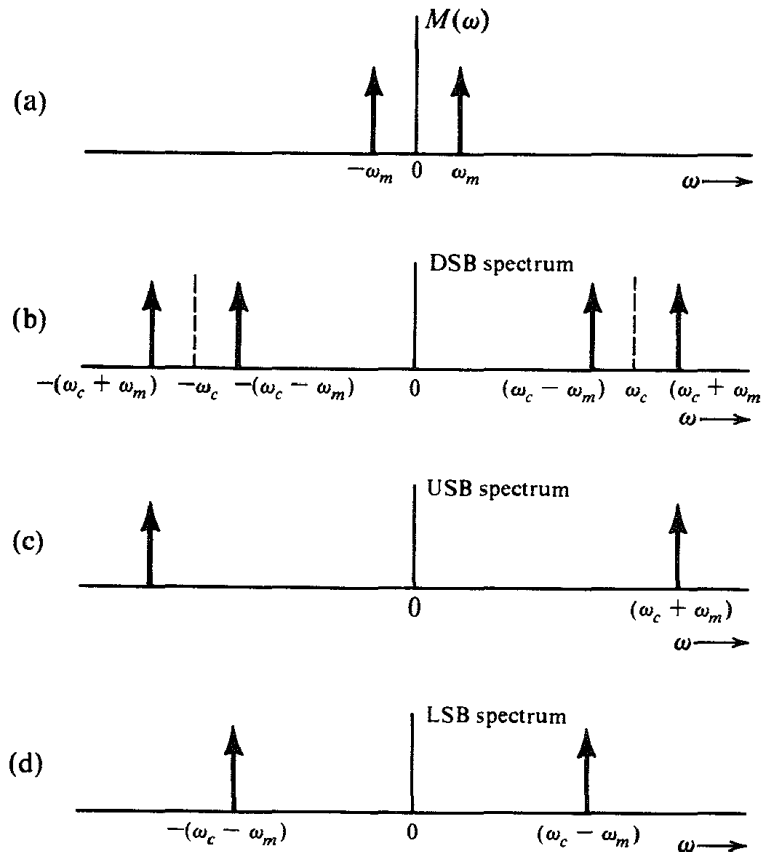 M(ω)
(a)
−ω_m 0 ω_m
ω
DSB spectrum
(b)
−(ω_c + ω_m) −ω_c −(ω_c − ω_m) 0 (ω_c − ω_m) ω_c (ω_c + ω_m
ω
USB spectrum
(c)
0 (ω_c + ω_m)
ω
LSB spectrum
(d)
−(ω_c − ω_m) 0 (ω_c − ω_m)
ω